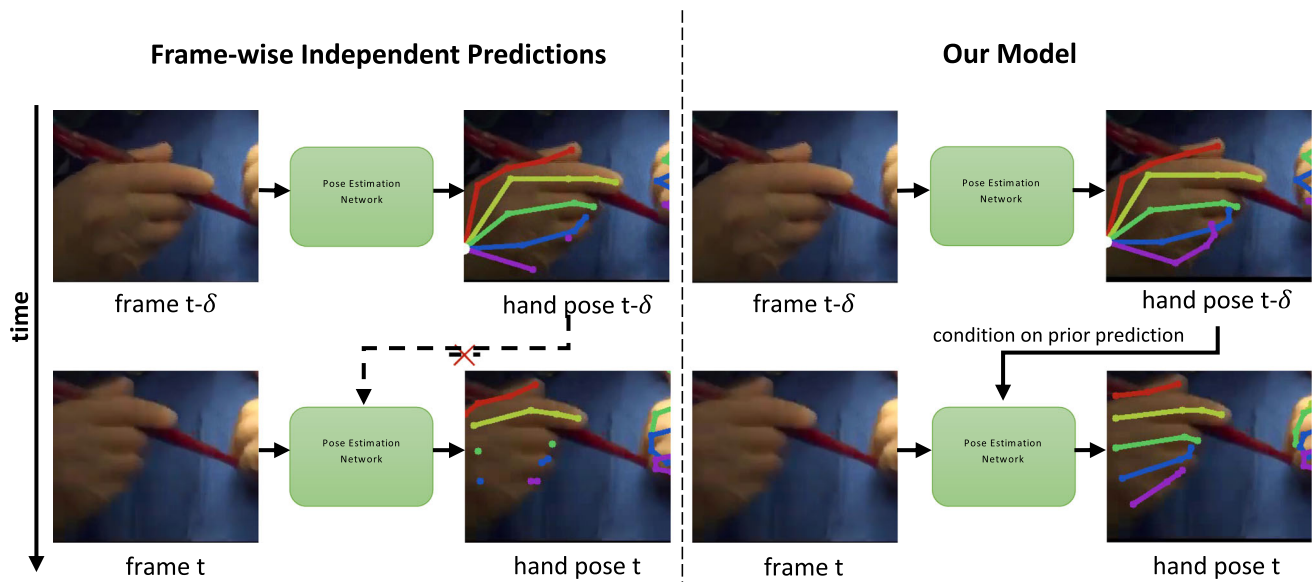 Frame-wise Independent Predictions
Our Model
Pose Estimation
Network
Pose Estimation
Network
frame t-δ
hand pose t-δ
frame t-δ
hand pose t-δ
time
condition on prior prediction
Pose Estimation
Network
Pose Estimation
Network
frame t
hand pose t
frame t
hand pose t